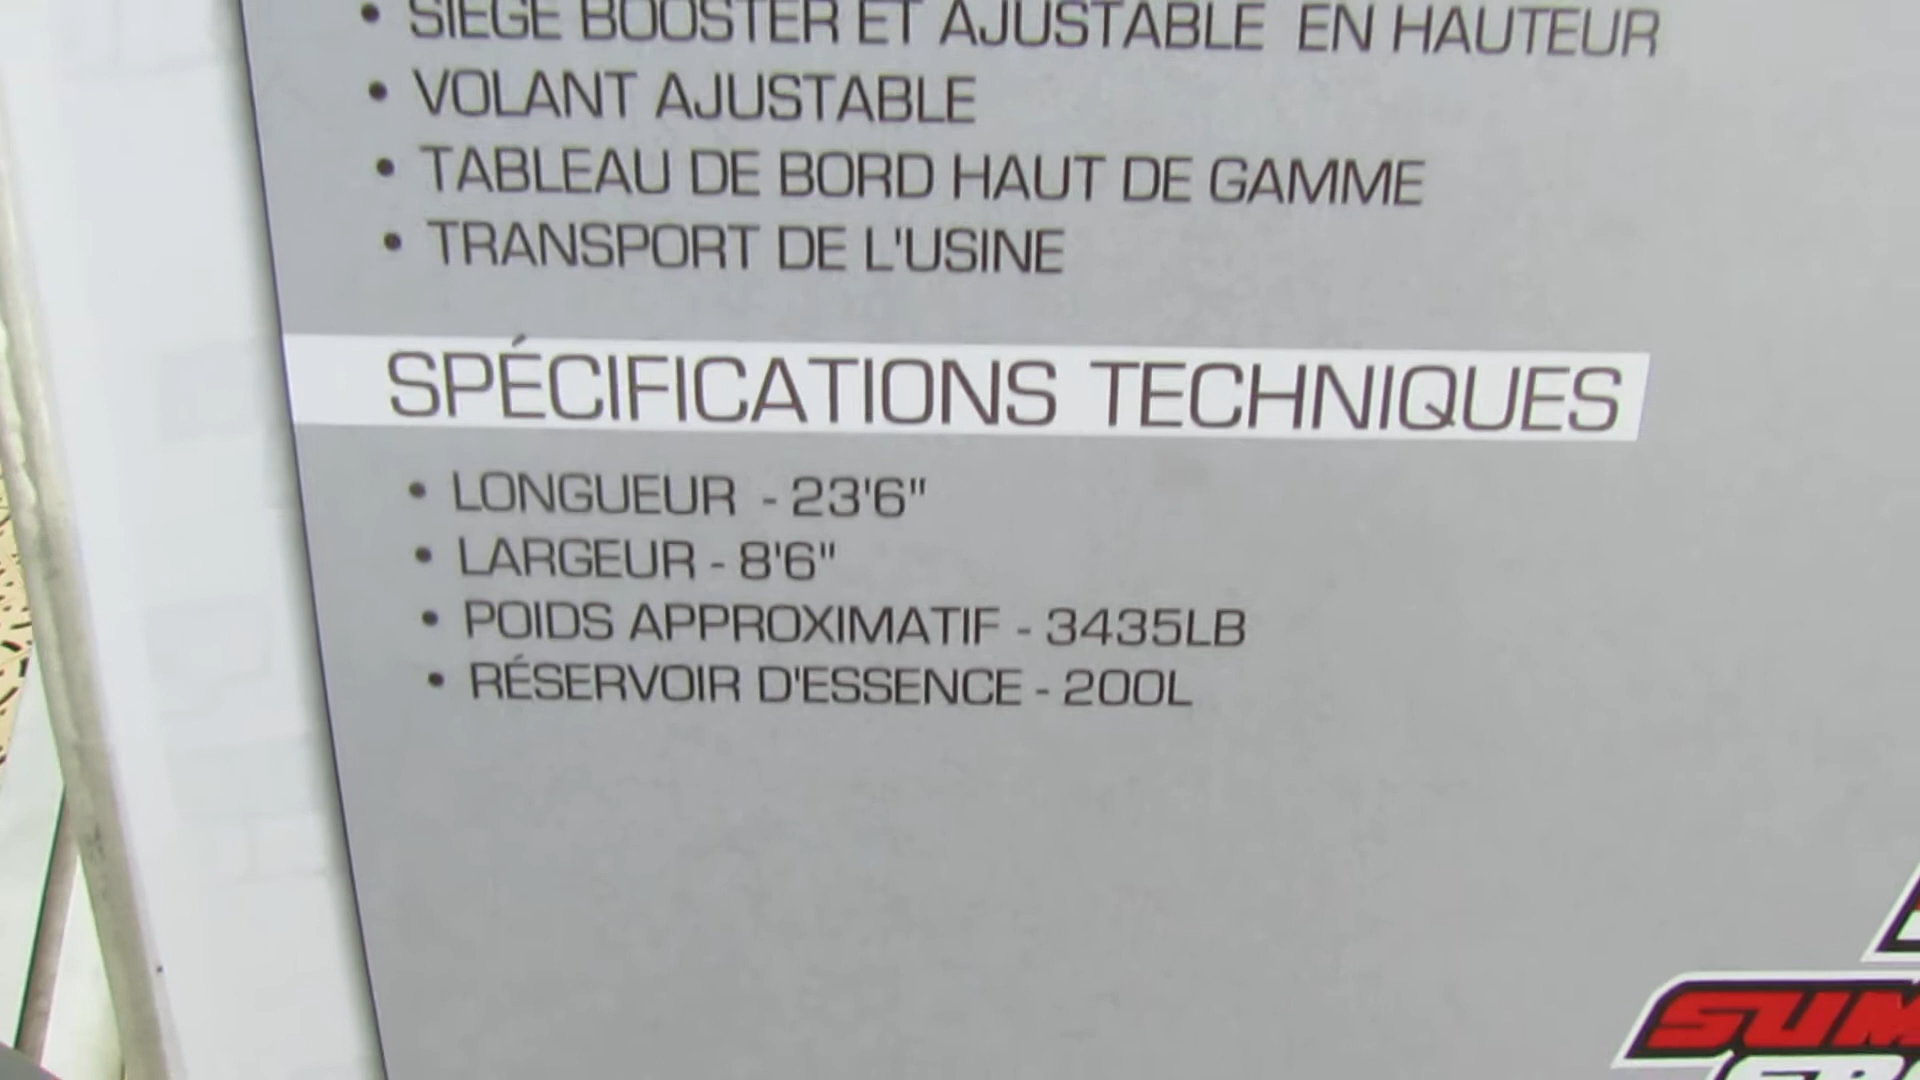 • SIÈGE BOOSTER ET AJUSTABLE EN HAUTEUR
• VOLANT AJUSTABLE
• TABLEAU DE BORD HAUT DE GAMME
• TRANSPORT DE L'USINE
SPÉCIFICATIONS TECHNIQUES
• LONGUEUR - 23'6"
• LARGEUR - 8'6"
• POIDS APPROXIMATIF - 3435LB
• RÉSERVOIR D'ESSENCE - 200L